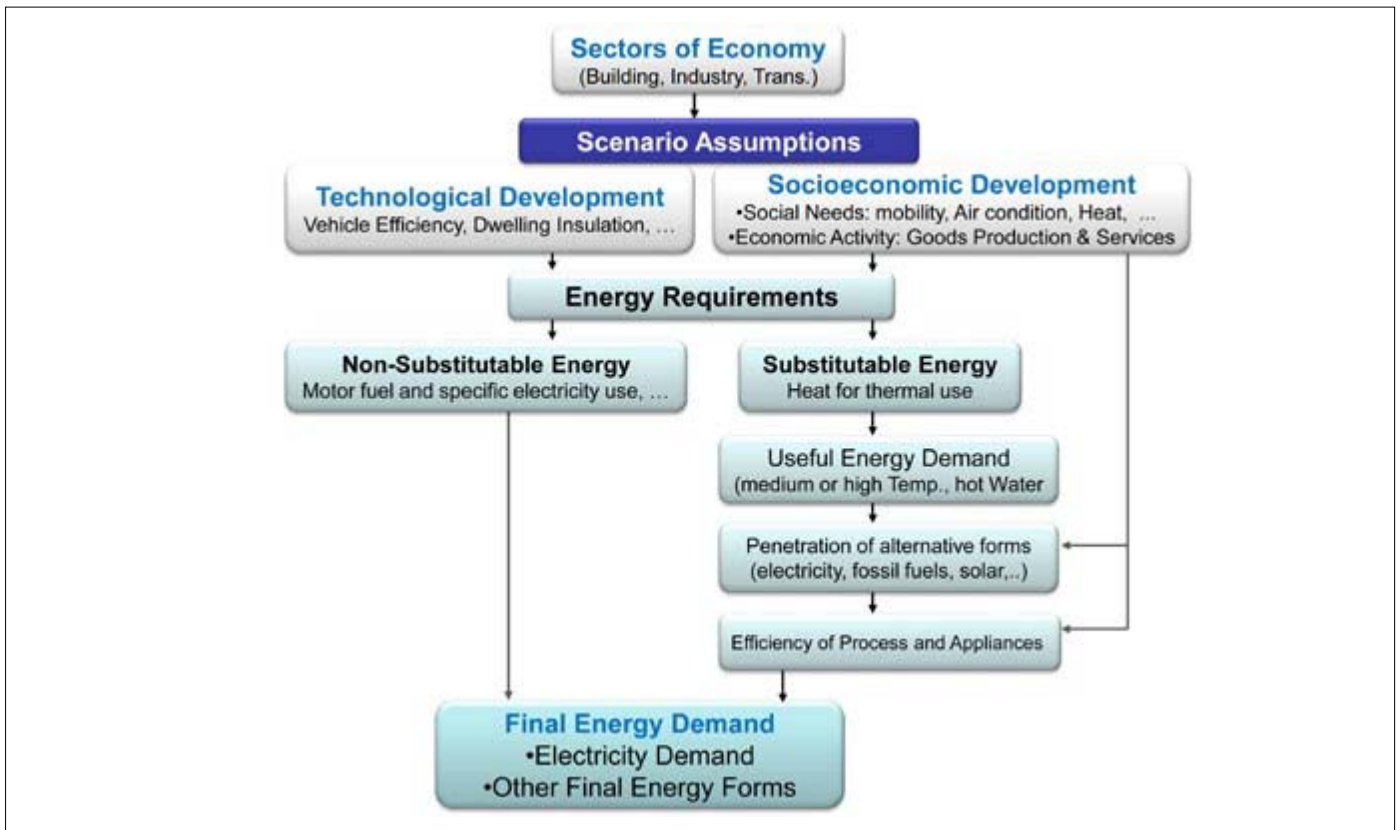 Sectors of Economy
(Building, Industry, Trans.)
Scenario Assumptions
Technological Development
Vehicle Efficiency, Dwelling Insulation, …
Socioeconomic Development
•Social Needs: mobility, Air condition, Heat, …
•Economic Activity: Goods Production & Services
Energy Requirements
Non-Substitutable Energy
Motor fuel and specific electricity use, …
Substitutable Energy
Heat for thermal use
Useful Energy Demand
(medium or high Temp., hot Water
Penetration of alternative forms
(electricity, fossil fuels, solar,..)
Efficiency of Process and Appliances
Final Energy Demand
•Electricity Demand
•Other Final Energy Forms